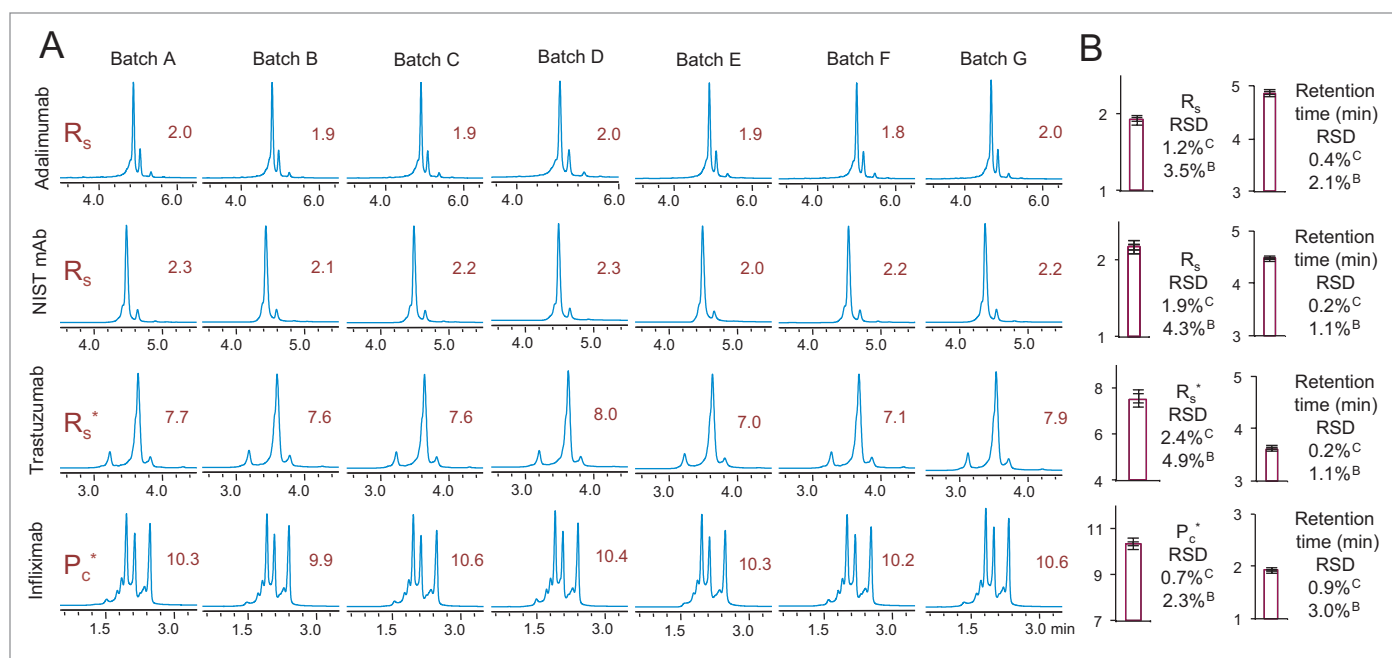 A
B
Batch A Batch B Batch C Batch D Batch E Batch F Batch G
Adalimumab
Rs 2.0 1.9 1.9 2.0 1.9 1.8 2.0
4.0 6.0 4.0 6.0 4.0 6.0 4.0 6.0 4.0 6.0 4.0 6.0 4.0 6.0
2
1
Rs
RSD
1.2%C
3.5%B
5
4
3
Retention
time (min)
RSD
0.4%C
2.1%B
NIST mAb
Rs 2.3 2.1 2.2 2.3 2.0 2.2 2.2
4.0 5.0 4.0 5.0 4.0 5.0 4.0 5.0 4.0 5.0 4.0 5.0 4.0 5.0
2
1
Rs
RSD
1.9%C
4.3%B
5
4
3
Retention
time (min)
RSD
0.2%C
1.1%B
Trastuzumab
Rs* 7.7 7.6 7.6 8.0 7.0 7.1 7.9
3.0 4.0 3.0 4.0 3.0 4.0 3.0 4.0 3.0 4.0 3.0 4.0 3.0 4.0
8
6
4
Rs*
RSD
2.4%C
4.9%B
5
4
3
Retention
time (min)
RSD
0.2%C
1.1%B
Infliximab
Pc* 10.3 9.9 10.6 10.4 10.3 10.2 10.6
1.5 3.0 1.5 3.0 1.5 3.0 1.5 3.0 1.5 3.0 1.5 3.0 1.5 3.0 min
11
9
7
Pc*
RSD
0.7%C
2.3%B
2
2
1
Retention
time (min)
RSD
0.9%C
3.0%B